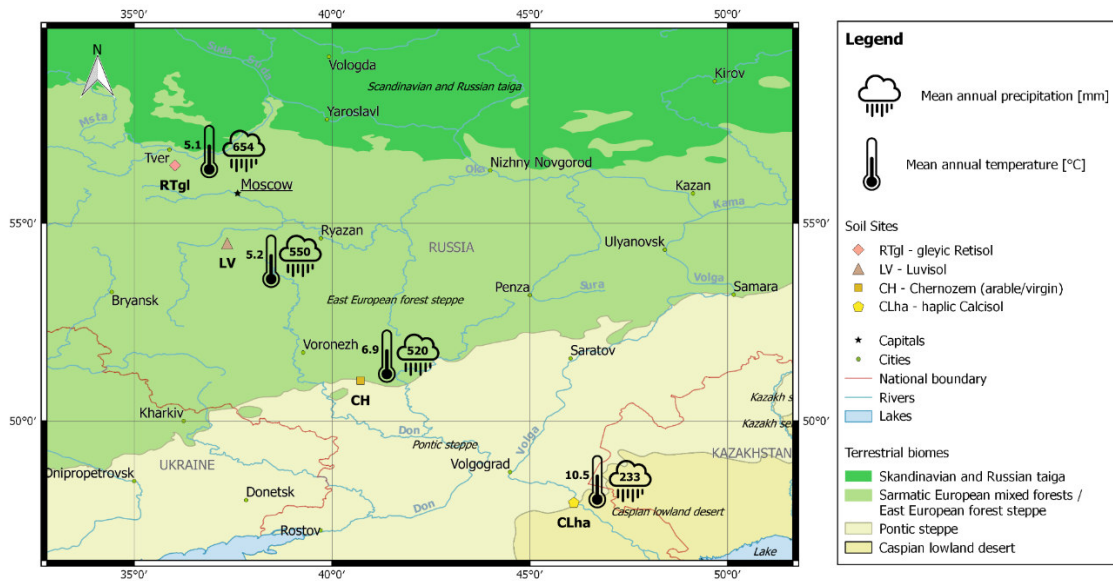 35°0′ 40°0′ 45°0′ 50°0′
N
Vologda
Kirov
Scandinavian and Russian taiga
Yaroslavl
Msta
5.1
654
Tver
Nizhny Novgorod
Oka
RTgl
Moscow
Kazan
Kama
55°0′
55°0′
Ryazan
RUSSIA
Ulyanovsk
LV
5.2
550
Volga
Bryansk
East European forest steppe
Penza
Sura
Samara
Voronezh
6.9
520
Saratov
CH
Kazakh s
50°0′
50°0′
Kharkiv
Don
Volga
Kazakh se
Pontic steppe
UKRAINE
Volgograd
KAZAKHSTAN
Dnipropetrovsk
10.5
233
Donetsk
Don
CLha
Caspian lowland desert
Rostov
Lake
35°0′ 40°0′ 45°0′ 50°0′
Legend
Mean annual precipitation [mm]
Mean annual temperature [°C]
Soil Sites
RTgl - gleyic Retisol
LV - Luvisol
CH - Chernozem (arable/virgin)
CLha - haplic Calcisol
Capitals
Cities
National boundary
Rivers
Lakes
Terrestrial biomes
Scandinavian and Russian taiga
Sarmatic European mixed forests /
East European forest steppe
Pontic steppe
Caspian lowland desert